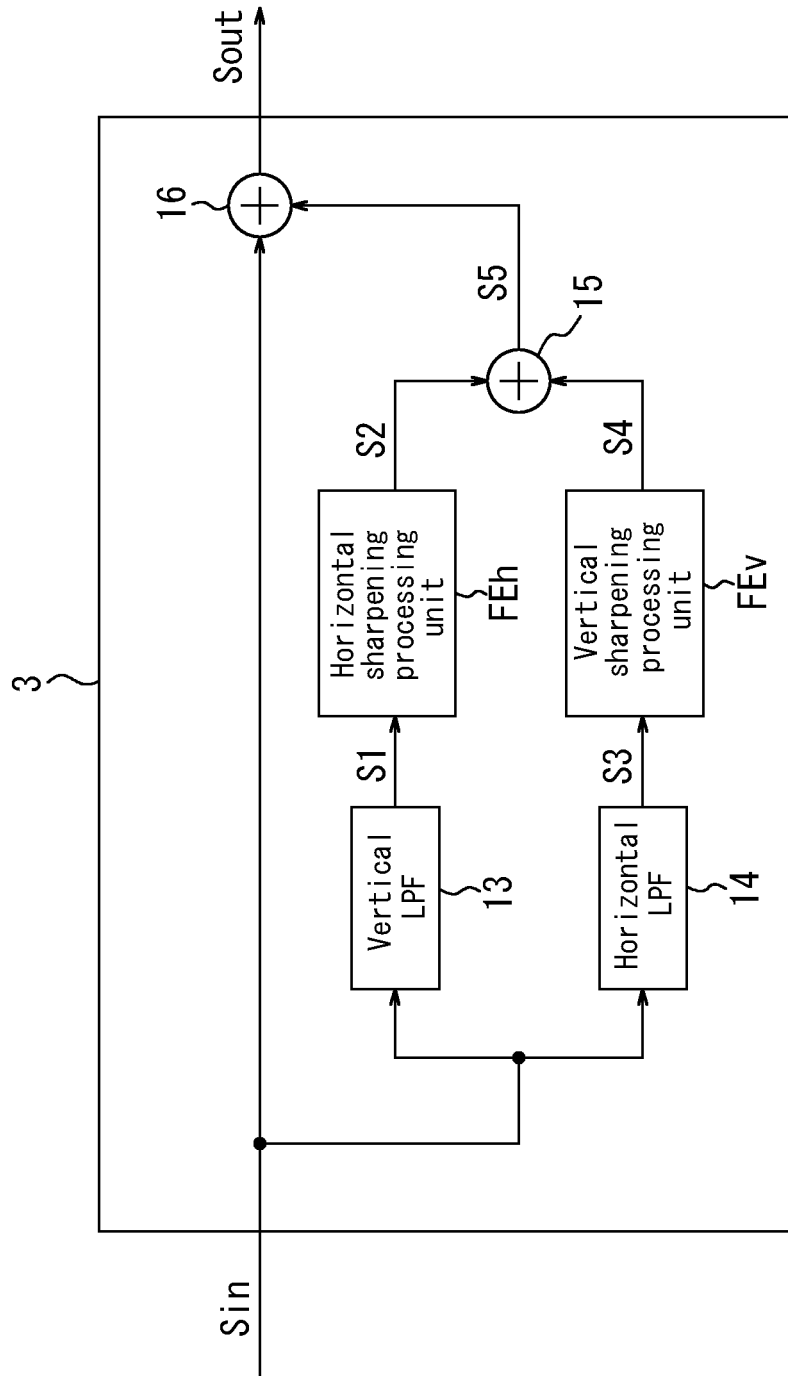 3
Sin
Sout
16
Vertical
LPF
13
S1
Horizontal
sharpening
processing
unit
FEh
S2
S5
15
Horizontal
LPF
14
S3
Vertical
sharpening
processing
unit
FEv
S4